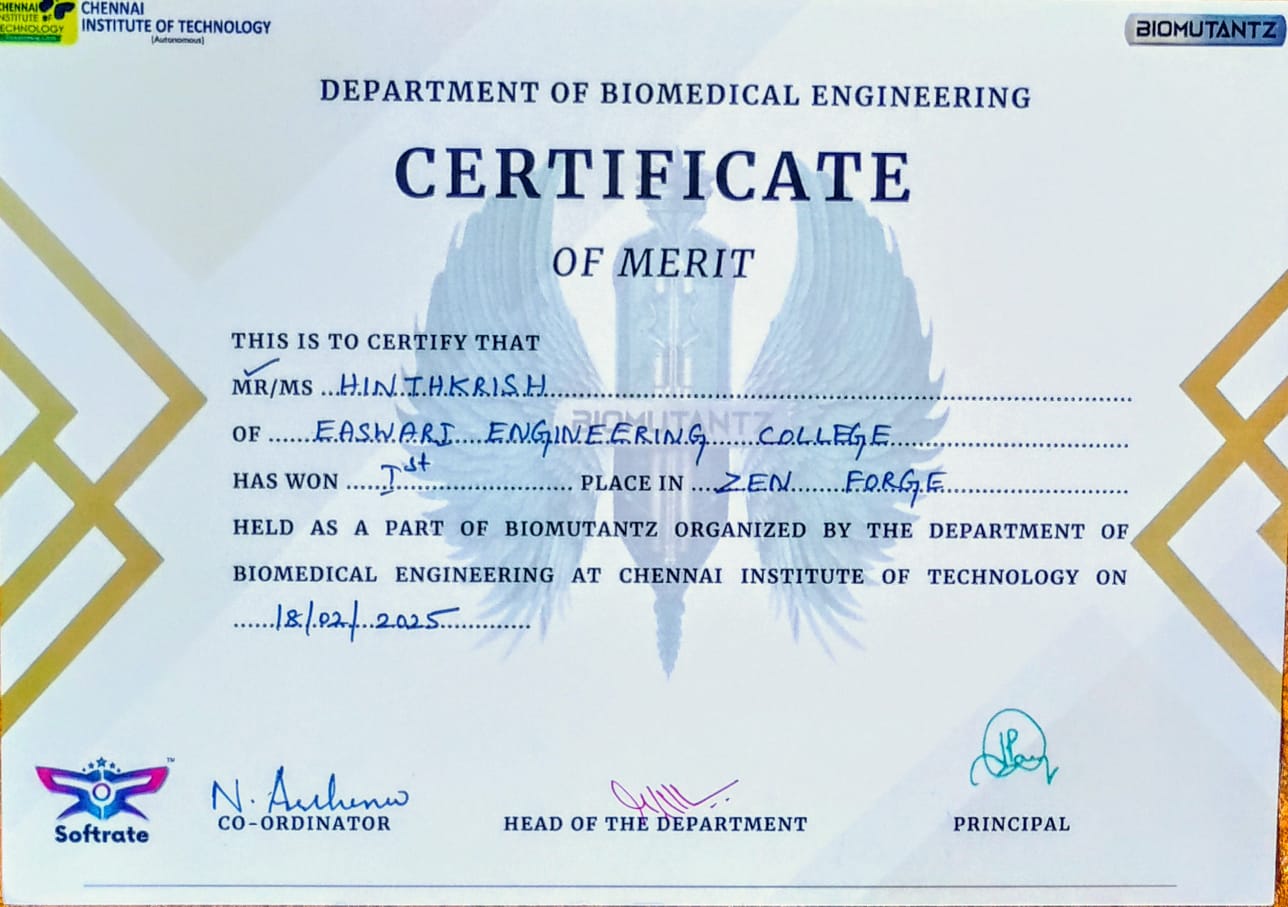 CHENNAI
INSTITUTE OF
TECHNOLOGY
CHENNAI
INSTITUTE OF TECHNOLOGY
(Autonomous)
BIOMUTANTZ
DEPARTMENT OF BIOMEDICAL ENGINEERING
CERTIFICATE
OF MERIT
THIS IS TO CERTIFY THAT
MR/MS ...HINITHKRISH...
OF ...EASWARI ENGINEERING COLLEGE...
HAS WON ...Ist... PLACE IN ...ZEN FORGE...
HELD AS A PART OF BIOMUTANTZ ORGANIZED BY THE DEPARTMENT OF
BIOMEDICAL ENGINEERING AT CHENNAI INSTITUTE OF TECHNOLOGY ON
...18/02/2025...
BIOMUTANTZ
Softrate
TM
N.
CO-ORDINATOR
HEAD OF THE DEPARTMENT
PRINCIPAL